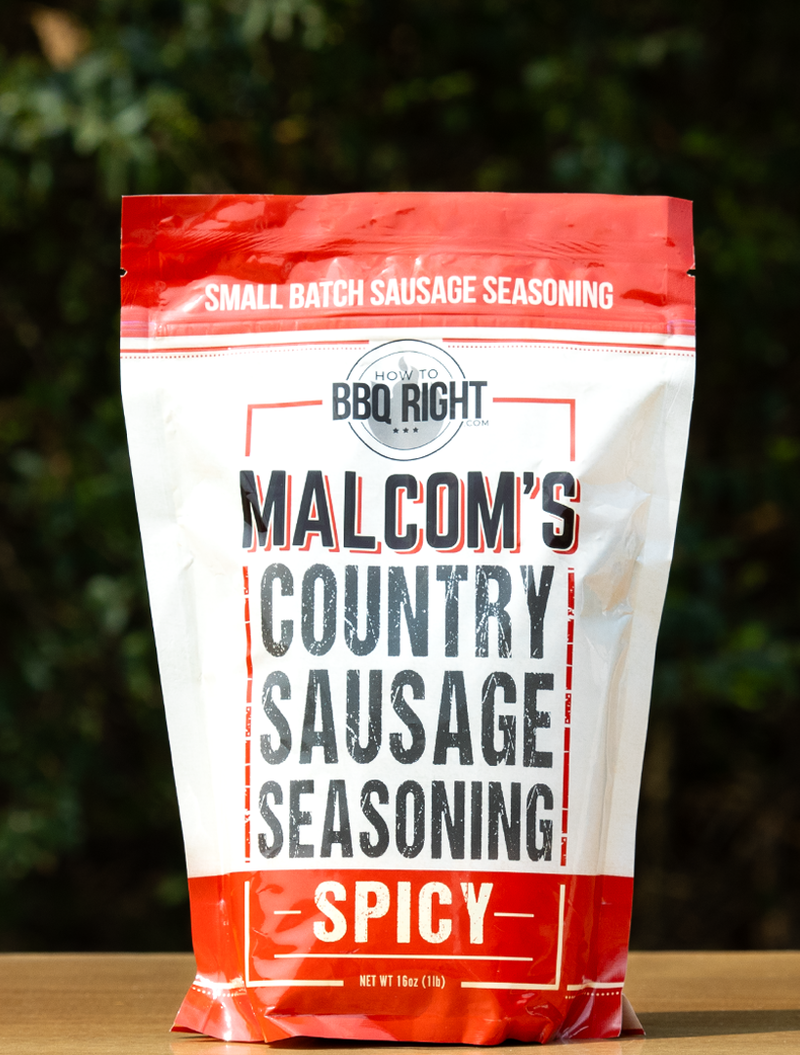 SMALL BATCH SAUSAGE SEASONING
HOW TO
BBQ RIGHT
.COM
MALCOM'S
COUNTRY
SAUSAGE
SEASONING
SPICY
NET WT 16oz (1lb)